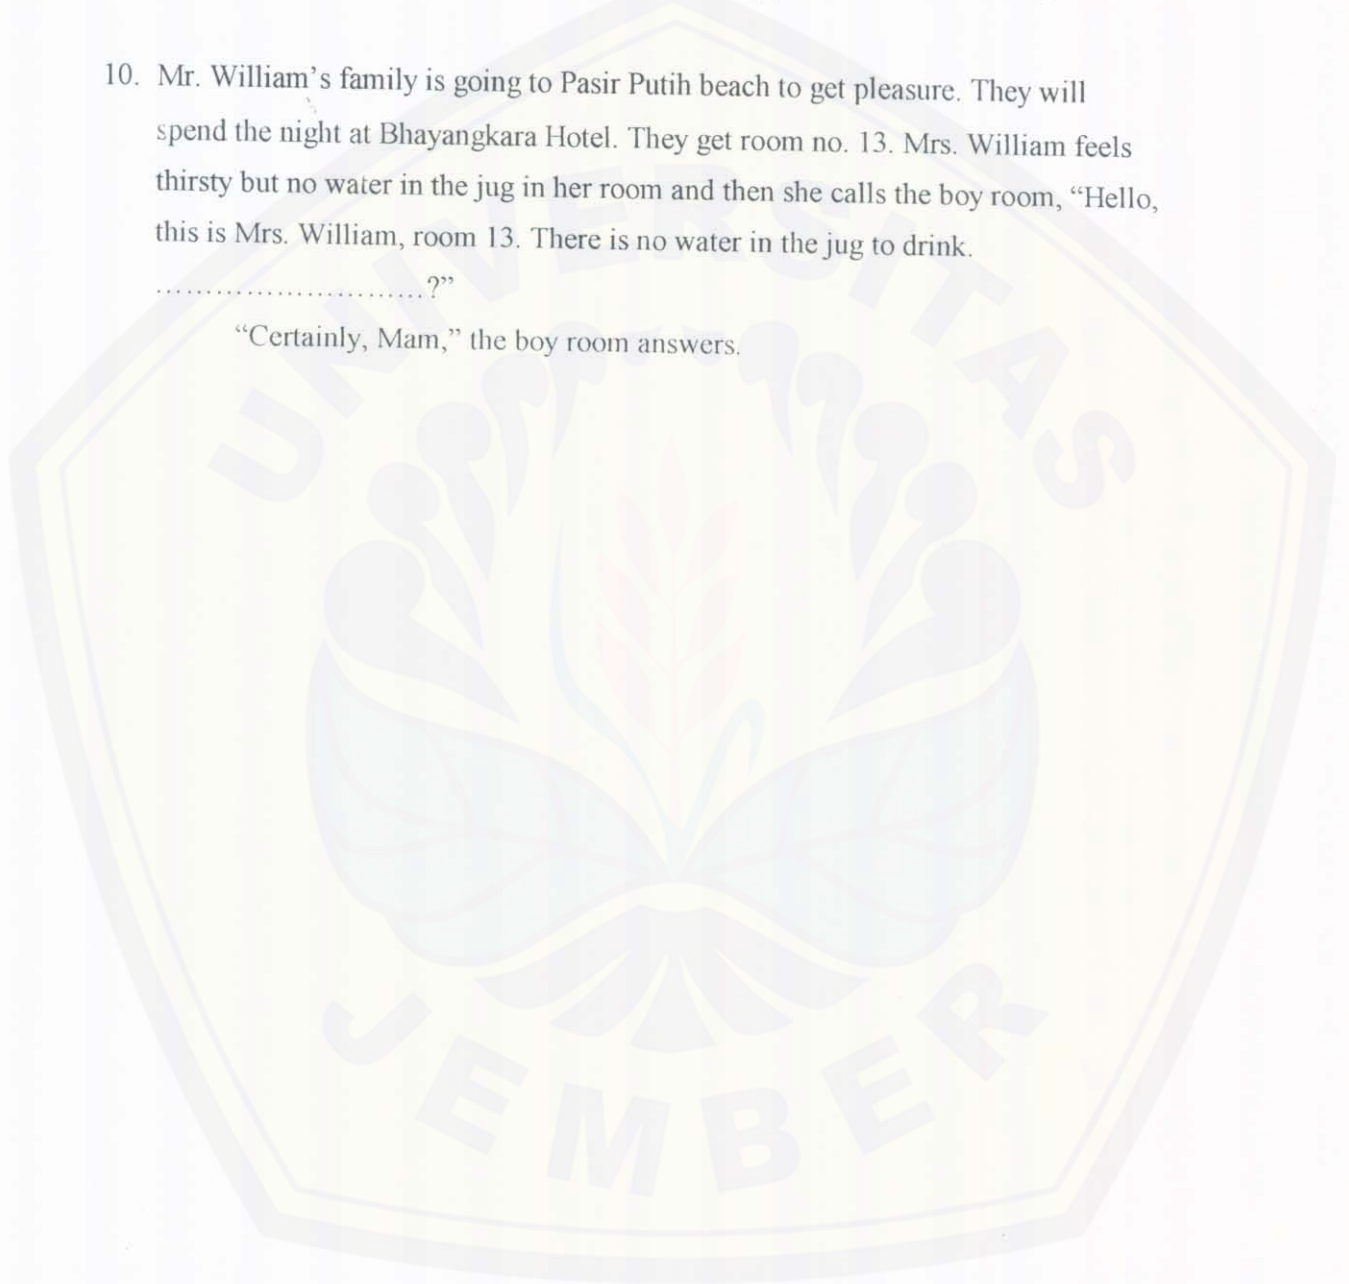 10. Mr. William's family is going to Pasir Putih beach to get pleasure. They will
spend the night at Bhayangkara Hotel. They get room no. 13. Mrs. William feels
thirsty but no water in the jug in her room and then she calls the boy room, “Hello,
this is Mrs. William, room 13. There is no water in the jug to drink.
...........................?”
“Certainly, Mam,” the boy room answers.
UNIVERSITAS
JEMBER